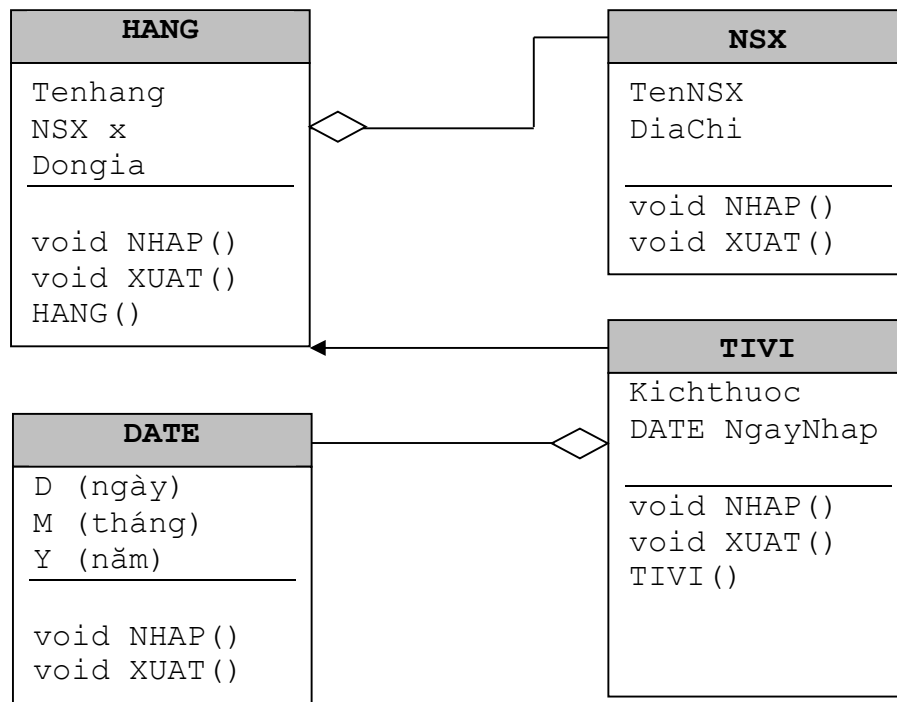 HANG
Tenhang
NSX x
Dongia
void NHAP()
void XUAT()
HANG()
NSX
TenNSX
DiaChi
void NHAP()
void XUAT()
DATE
D (ngày)
M (tháng)
Y (năm)
void NHAP()
void XUAT()
TIVI
Kichthuoc
DATE NgayNhap
void NHAP()
void XUAT()
TIVI()